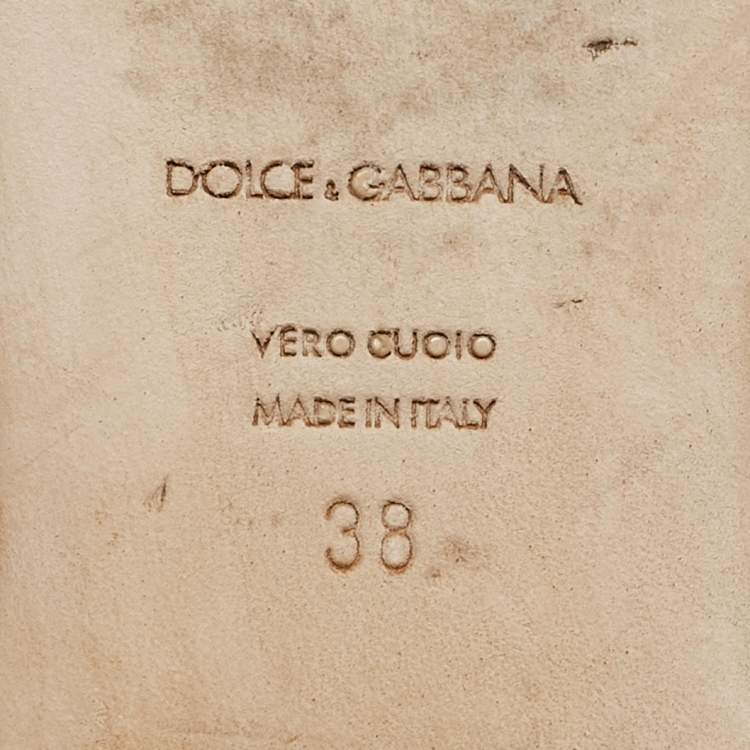 DOLCE & GABBANA
VERO CUOIO
MADE IN ITALY
38